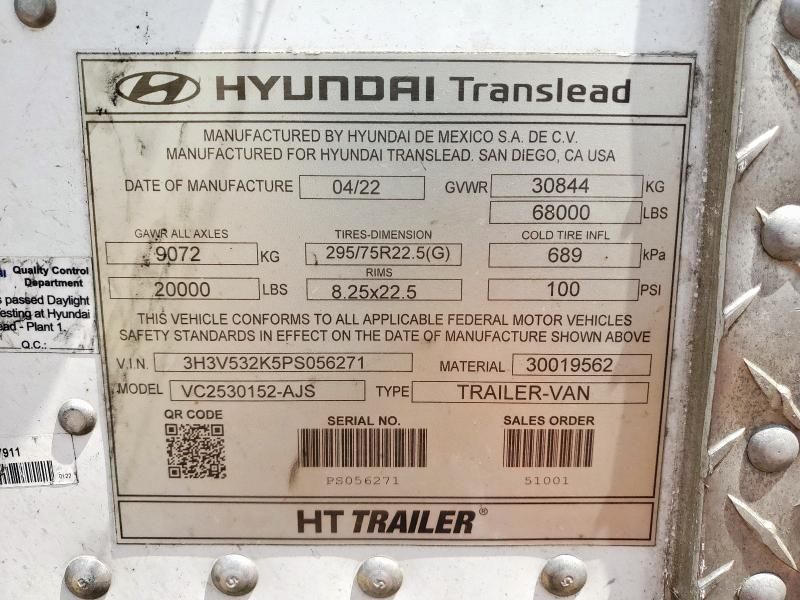 HYUNDAI Translead
MANUFACTURED BY HYUNDAI DE MEXICO S.A. DE C.V.
MANUFACTURED FOR HYUNDAI TRANSLEAD. SAN DIEGO, CA USA
DATE OF MANUFACTURE 04/22 GVWR 30844 KG
68000 LBS
GAWR ALL AXLES TIRES-DIMENSION COLD TIRE INFL
9072 KG 295/75R22.5(G) 689 kPa
RIMS
20000 LBS 8.25x22.5 100 PSI
THIS VEHICLE CONFORMS TO ALL APPLICABLE FEDERAL MOTOR VEHICLES
SAFETY STANDARDS IN EFFECT ON THE DATE OF MANUFACTURE SHOWN ABOVE
V.I.N. 3H3V532K5PS056271 MATERIAL 30019562
MODEL VC2530152-AJS TYPE TRAILER-VAN
QR CODE SERIAL NO. SALES ORDER
PS056271 51001
HT TRAILER®
Quality Control
Department
passed Daylight
esting at Hyundai
ead - Plant 1.
Q.C.:
7911
0122